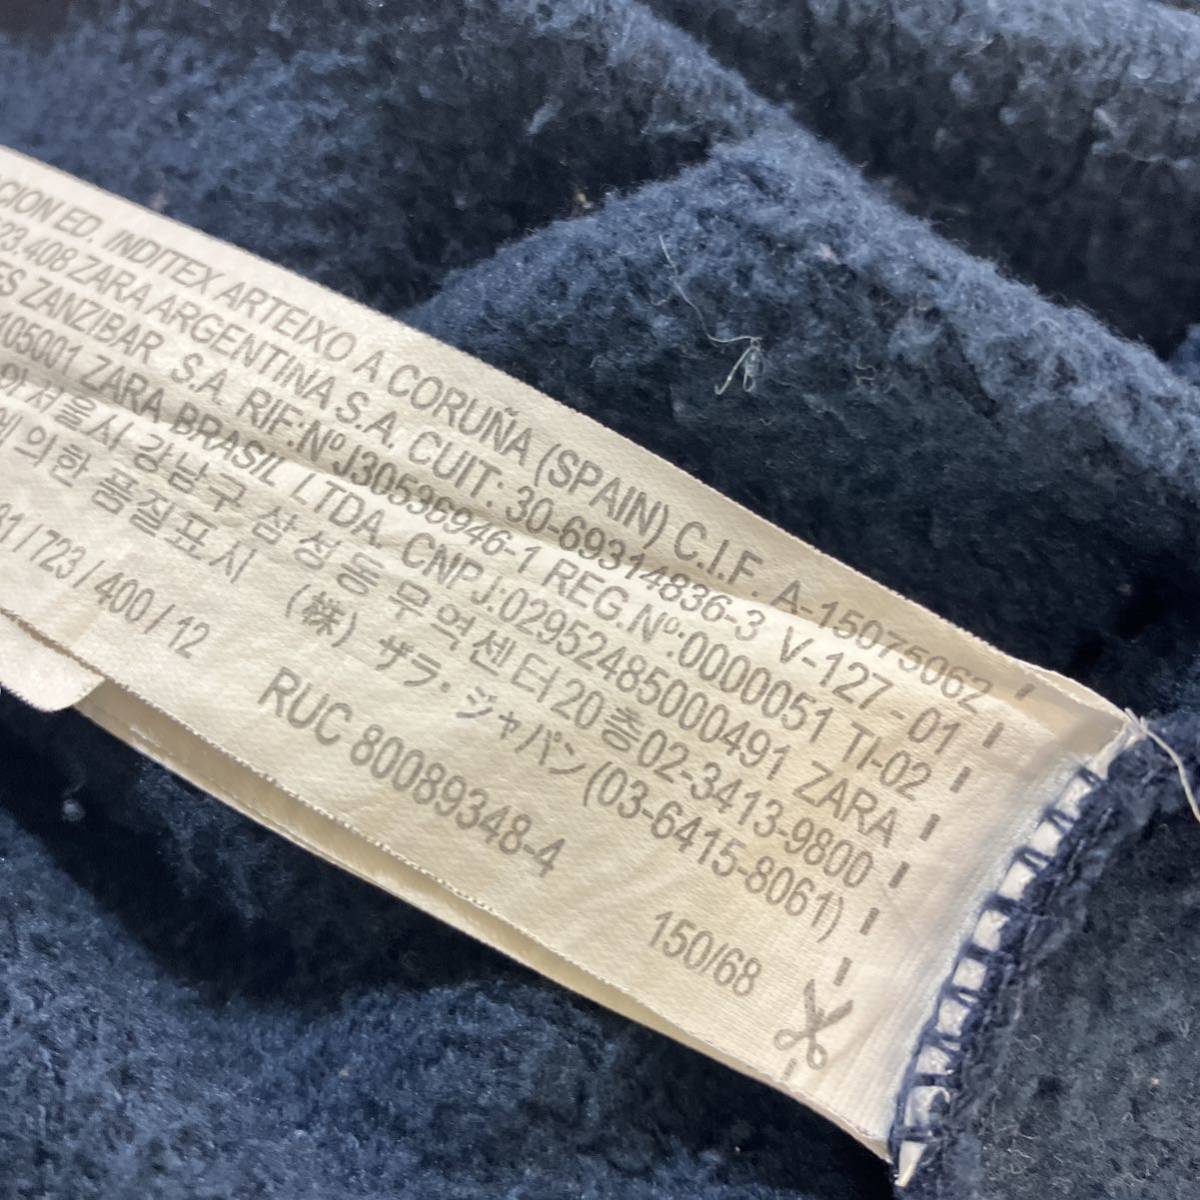 CION ED. INDITEX ARTEIXO A CORUÑA (SPAIN) C.I.F. A-15075062
23.408 ZARA ARGENTINA S.A. CUIT: 30-69314836-3 V-127 - 01
ES ZANZIBAR S.A. RIF:Nº J30536946-1 REG.Nº:0000051 TI-02
405001 ZARA BRASIL LTDA. CNPJ:02952485000491 ZARA
서울시 강남구 삼성동 무역센터 20층 02-3413-9800
에 의한 품질표시 (株) ザラ・ジャパン (03-6415-8061)
81 / 723 / 400 / 12
RUC 80089348-4
150/68